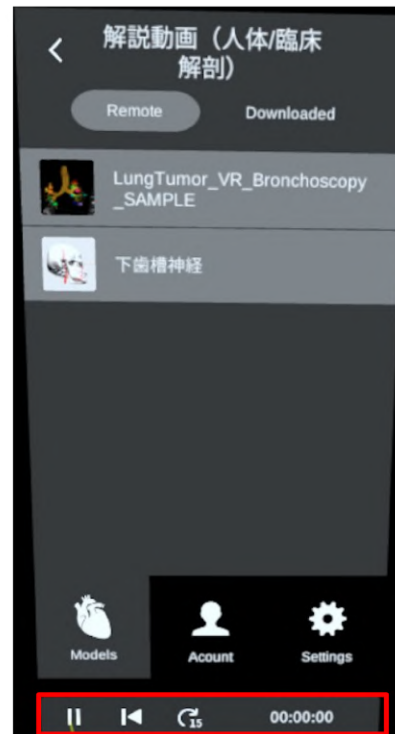 解説動画（人体/臨床
解剖）
Remote Downloaded
LungTumor_VR_Bronchoscopy
_SAMPLE
下歯槽神経
Models Acount Settings
15 00:00:00